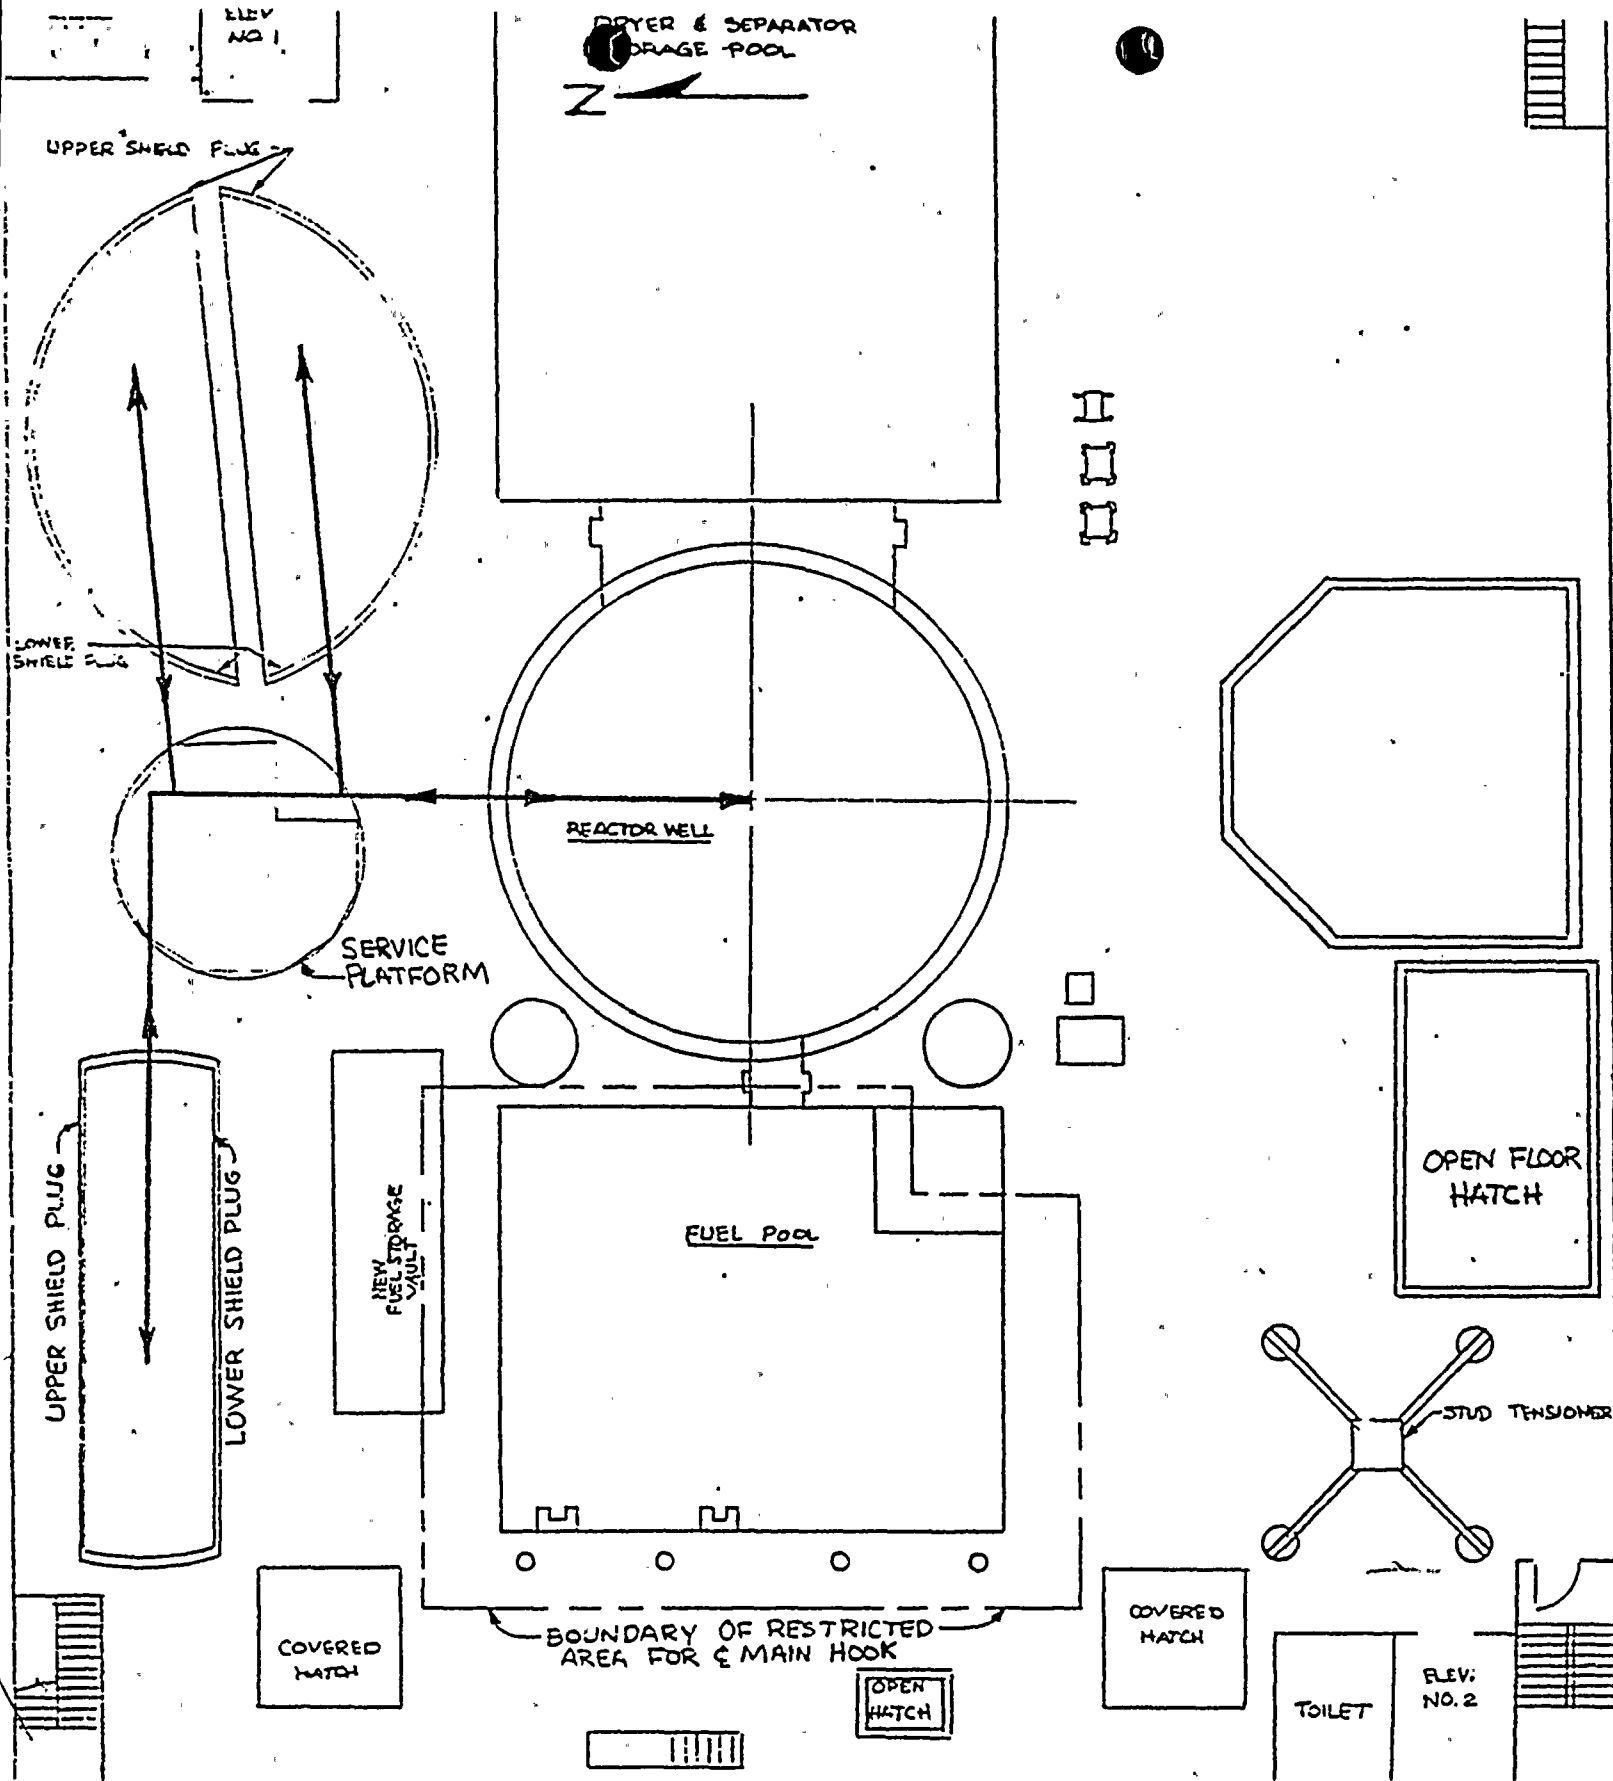 ELEV
NO 1
DRYER & SEPARATOR
STORAGE POOL
N
UPPER SHIELD PLUG
LOWER
SHIELD PLUG
REACTOR WELL
SERVICE
PLATFORM
UPPER SHIELD PLUG
LOWER SHIELD PLUG
NEW
FUEL STORAGE
VAULT
FUEL POOL
OPEN FLOOR
HATCH
STUD TENSIONER
BOUNDARY OF RESTRICTED
AREA FOR ℄ MAIN HOOK
COVERED
HATCH
OPEN
HATCH
COVERED
HATCH
TOILET
ELEV.
NO. 2